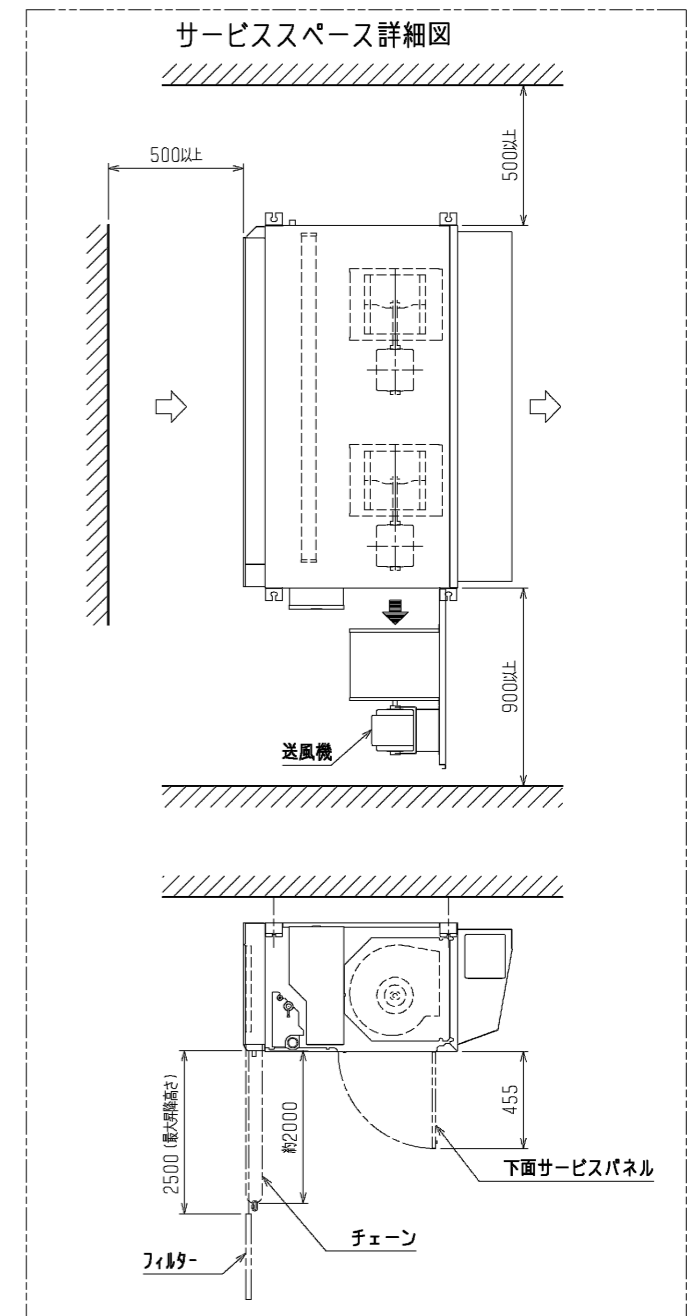 サービススペース詳細図
500以上
500以上
900以上
送風機
2500（最大昇降高さ）
約2000
455
下面サービスパネル
チェーン
フィルター